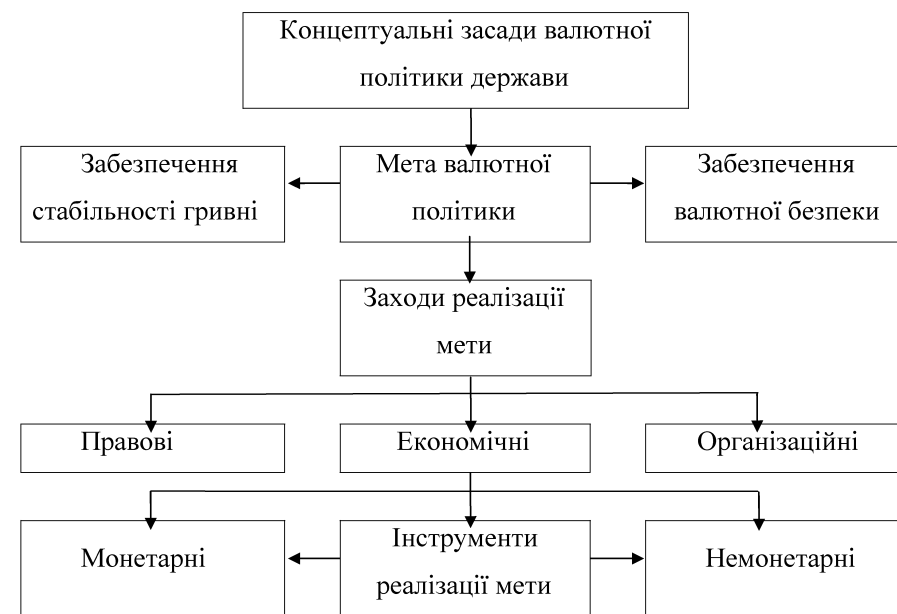 Концептуальні засади валютної
політики держави
Забезпечення
стабільності гривні
Мета валютної
політики
Забезпечення
валютної безпеки
Заходи реалізації
мети
Правові
Економічні
Організаційні
Монетарні
Інструменти
реалізації мети
Немонетарні